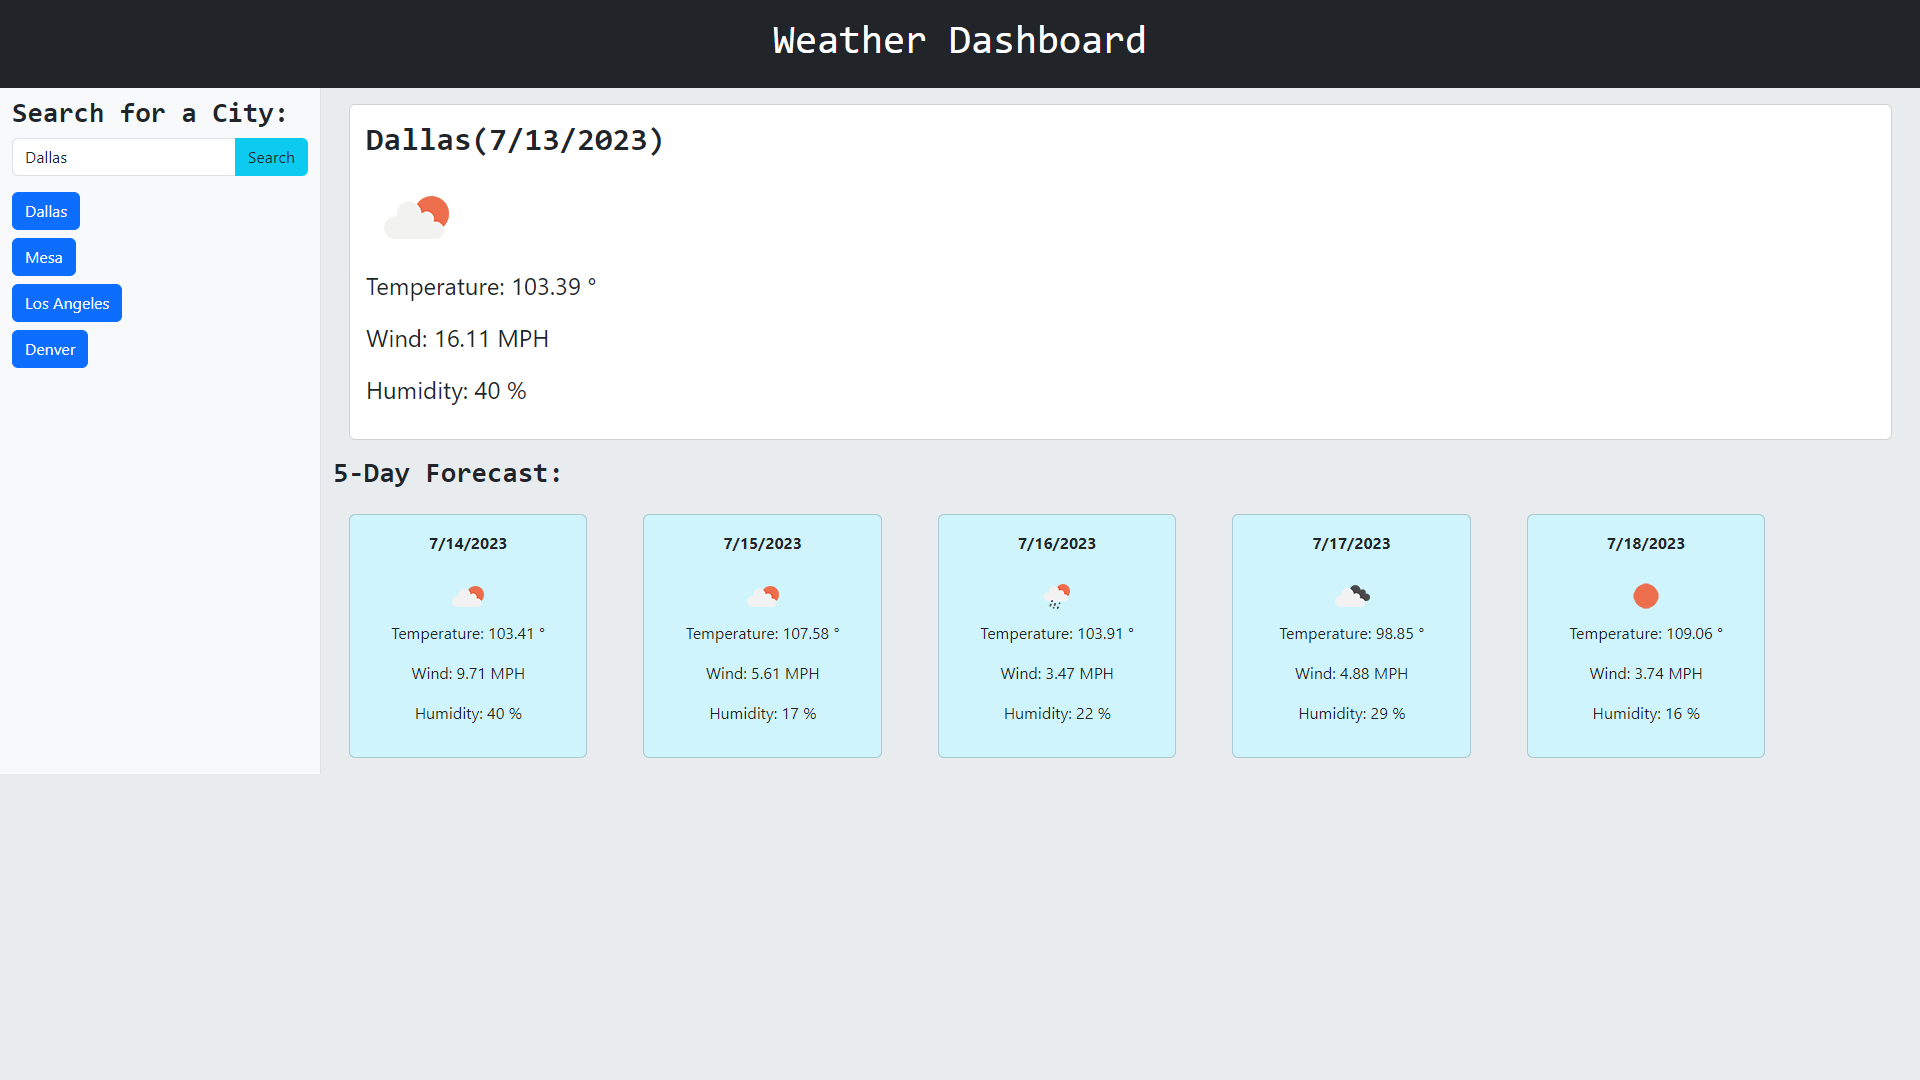 Weather Dashboard
Search for a City:
Dallas
Search
Dallas
Mesa
Los Angeles
Denver
Dallas(7/13/2023)
Temperature: 103.39 °
Wind: 16.11 MPH
Humidity: 40 %
5-Day Forecast:
7/14/2023
Temperature: 103.41 °
Wind: 9.71 MPH
Humidity: 40 %
7/15/2023
Temperature: 107.58 °
Wind: 5.61 MPH
Humidity: 17 %
7/16/2023
Temperature: 103.91 °
Wind: 3.47 MPH
Humidity: 22 %
7/17/2023
Temperature: 98.85 °
Wind: 4.88 MPH
Humidity: 29 %
7/18/2023
Temperature: 109.06 °
Wind: 3.74 MPH
Humidity: 16 %